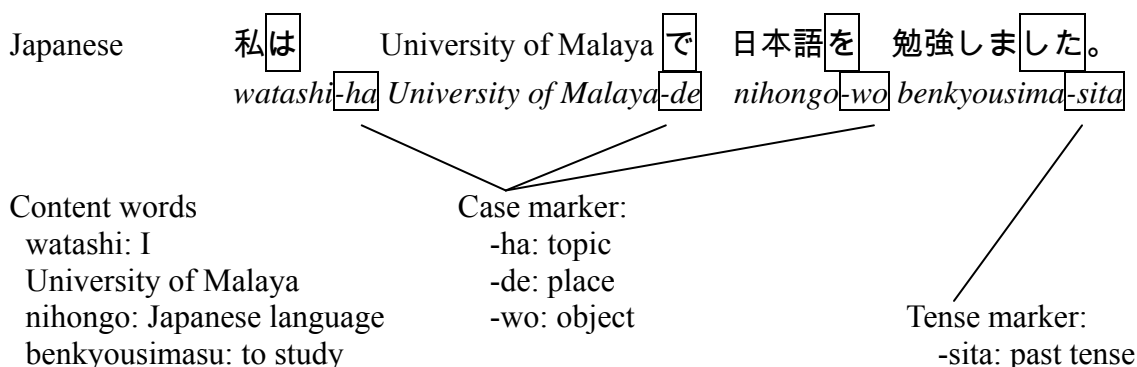 Japanese 私は University of Malaya で 日本語を 勉強しました。
watashi-ha University of Malaya-de nihongo-wo benkyousima-sita
Content words
watashi: I
University of Malaya
nihongo: Japanese language
benkyousimasu: to study
Case marker:
-ha: topic
-de: place
-wo: object
Tense marker:
-sita: past tense